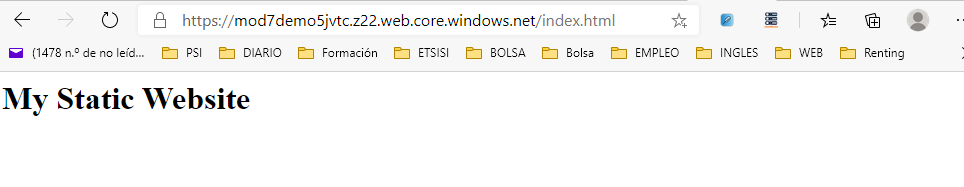 https://mod7demo5jvtc.z22.web.core.windows.net/index.html
(1478 n.º de no leíd... PSI DIARIO Formación ETSISI BOLSA Bolsa EMPLEO INGLES WEB Renting
My Static Website